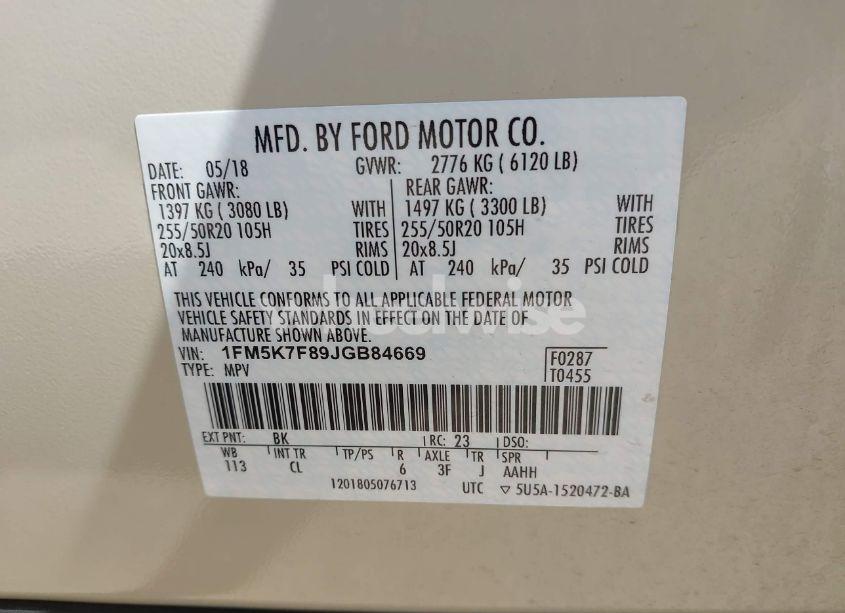 MFD. BY FORD MOTOR CO.
DATE: 05/18 GVWR: 2776 KG ( 6120 LB)
FRONT GAWR: REAR GAWR:
1397 KG ( 3080 LB) WITH 1497 KG ( 3300 LB) WITH
255/50R20 105H TIRES 255/50R20 105H TIRES
20x8.5J RIMS 20x8.5J RIMS
AT 240 kPa/ 35 PSI COLD AT 240 kPa/ 35 PSI COLD
THIS VEHICLE CONFORMS TO ALL APPLICABLE FEDERAL MOTOR
VEHICLE SAFETY STANDARDS IN EFFECT ON THE DATE OF
MANUFACTURE SHOWN ABOVE.
VIN: 1FM5K7F89JGB84669 F0287
TYPE: MPV T0455
EXT PNT: BK RC: 23 DSO:
WB INT TR TP/PS R AXLE TR SPR
113 CL 6 3F J AAHH
1201805076713 UTC ▽ 5U5A-1520472-BA